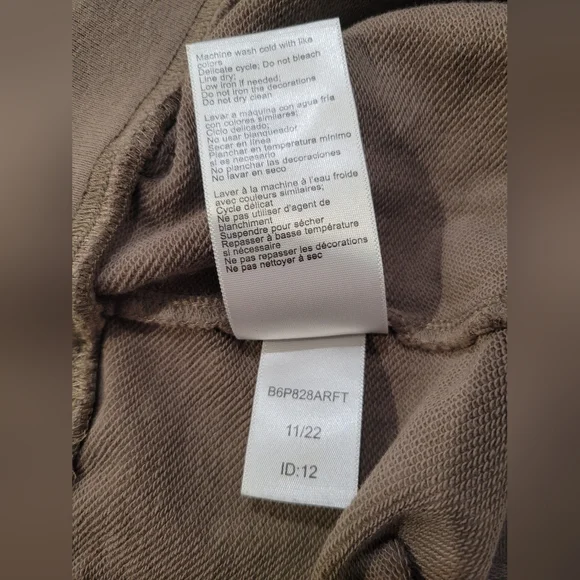 Machine wash cold with like
colors
Delicate cycle; Do not bleach
Line dry;
Low iron if needed;
Do not iron the decorations
Do not dry clean
Lavar a máquina con agua fria
con colores similares;
Ciclo delicado;
No usar blanqueador
Secar en linea
Planchar en temperatura minimo
si es necesario
No planchar las decoraciones
No lavar en seco
Laver à la machine à l'eau froide
avec couleurs similaires;
Cycle délicat
Ne pas utiliser d'agent de
blanchiment
Suspendre pour sécher
Repasser à basse température
si nécessaire
Ne pas repasser les décorations
Ne pas nettoyer à sec
B6P828ARFT
11/22
ID:12